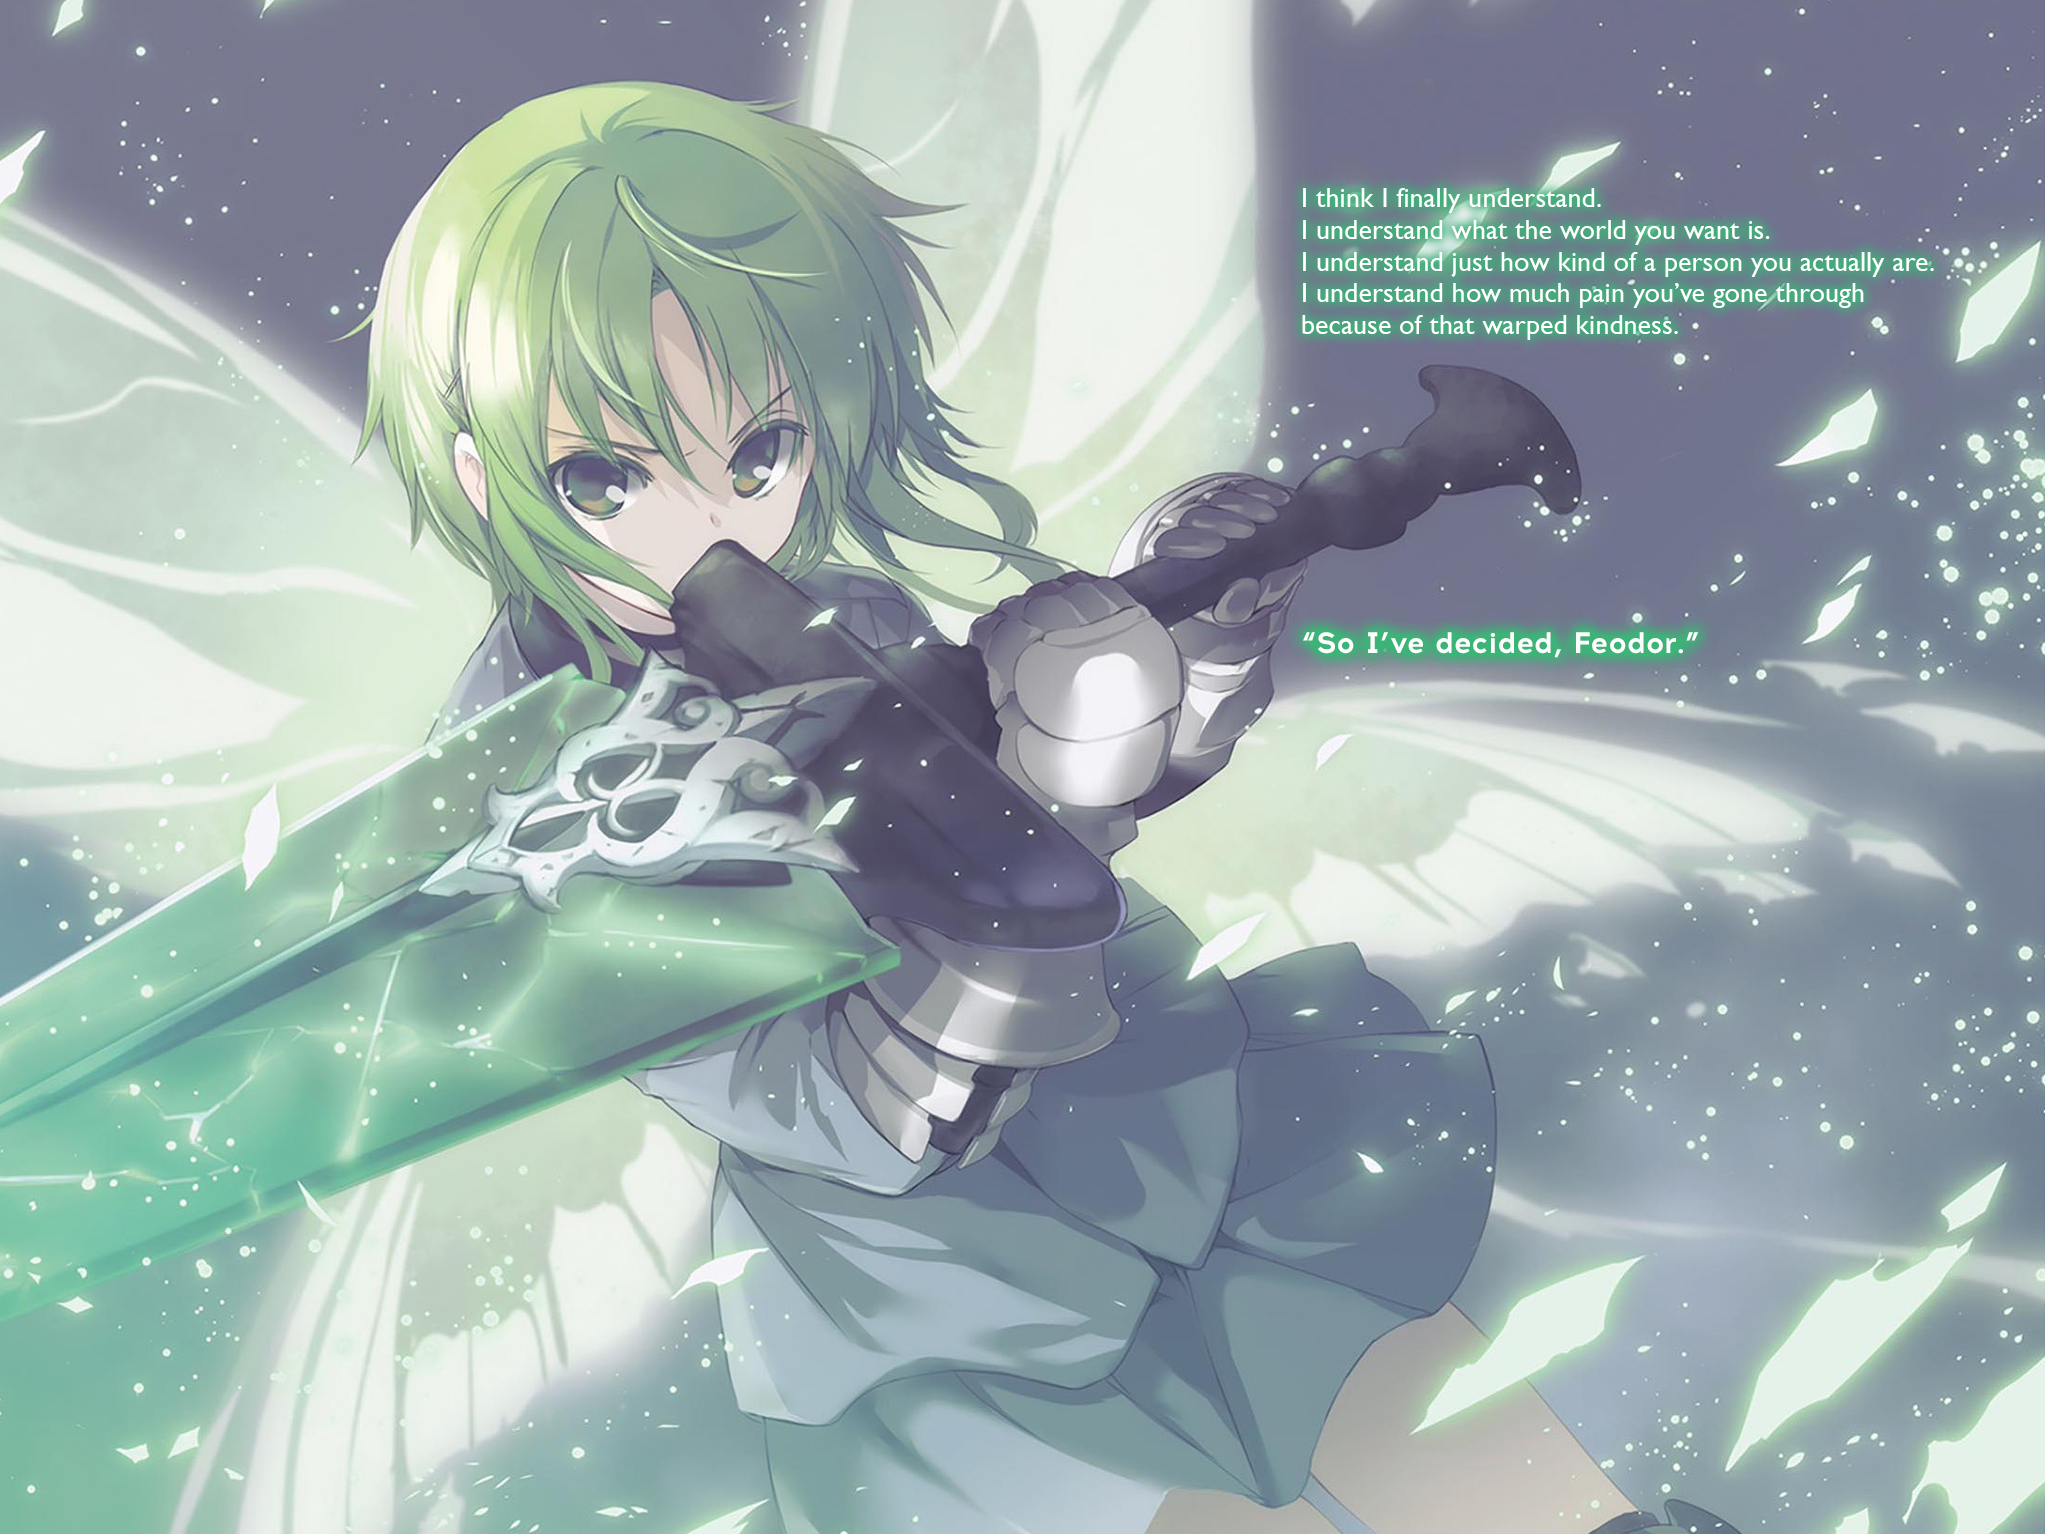 I think I finally understand.
I understand what the world you want is.
I understand just how kind of a person you actually are.
I understand how much pain you’ve gone through
because of that warped kindness.
“So I’ve decided, Feodor.”